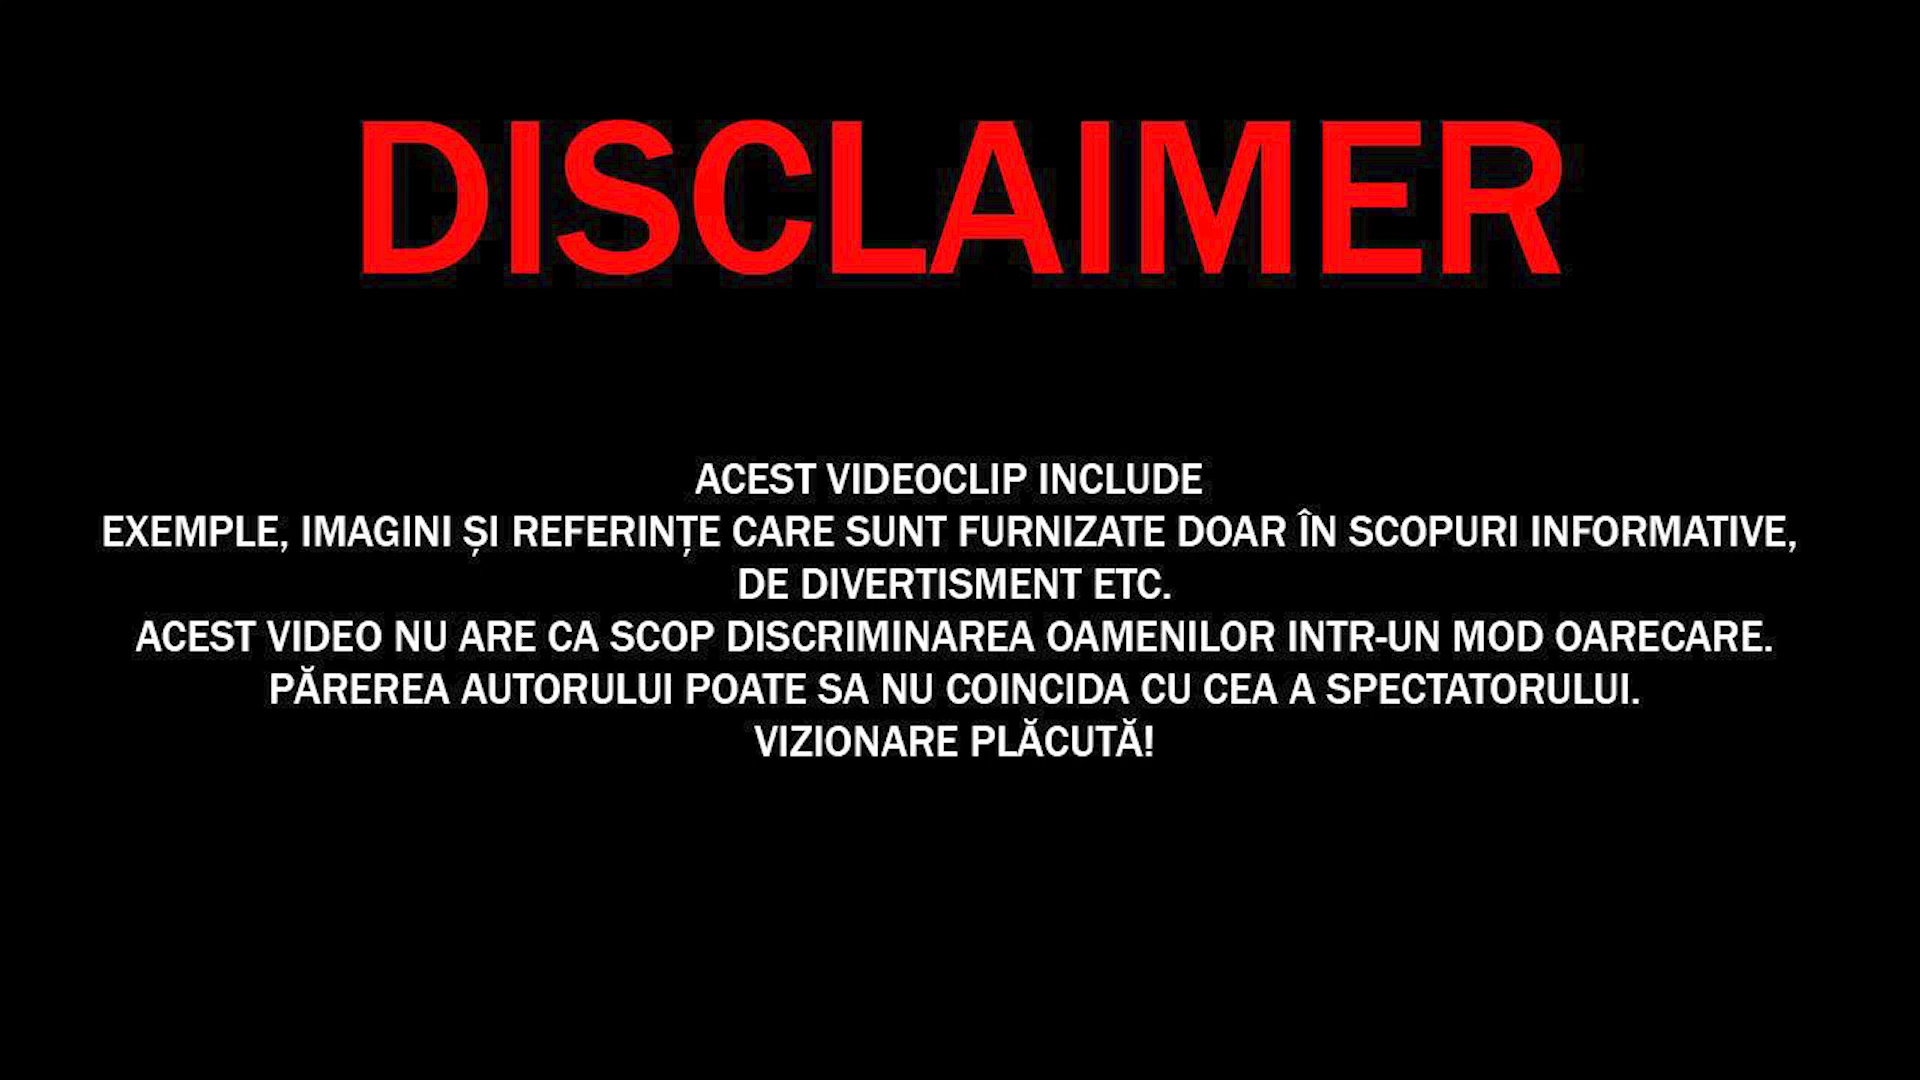 DISCLAIMER
ACEST VIDEOCLIP INCLUDE
EXEMPLE, IMAGINI ȘI REFERINȚE CARE SUNT FURNIZATE DOAR ÎN SCOPURI INFORMATIVE,
DE DIVERTISMENT ETC.
ACEST VIDEO NU ARE CA SCOP DISCRIMINAREA OAMENILOR INTR-UN MOD OARECARE.
PĂREREA AUTORULUI POATE SA NU COINCIDA CU CEA A SPECTATORULUI.
VIZIONARE PLĂCUTĂ!